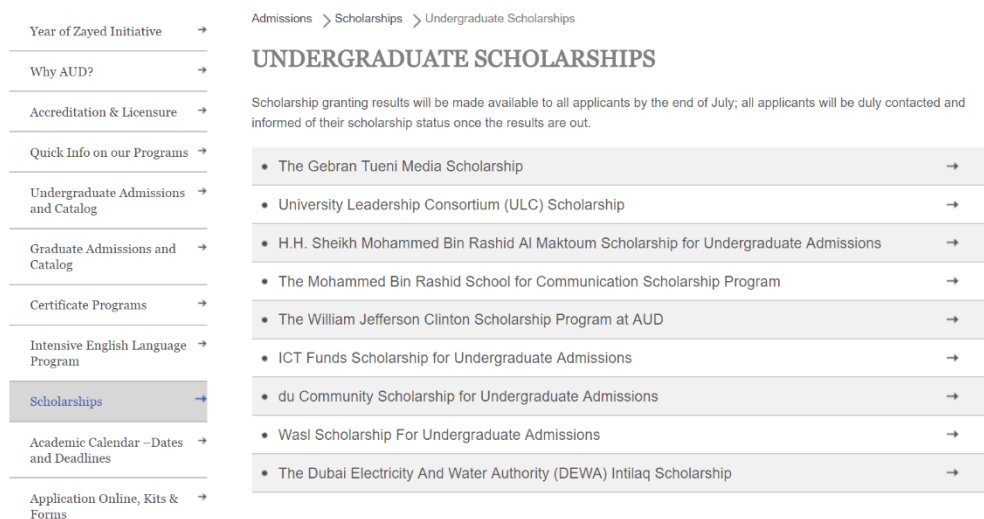 Year of Zayed Initiative
Why AUD?
Accreditation & Licensure
Quick Info on our Programs
Undergraduate Admissions
and Catalog
Graduate Admissions and
Catalog
Certificate Programs
Intensive English Language
Program
Scholarships
Academic Calendar –Dates
and Deadlines
Application Online, Kits &
Forms
Admissions > Scholarships > Undergraduate Scholarships
UNDERGRADUATE SCHOLARSHIPS
Scholarship granting results will be made available to all applicants by the end of July; all applicants will be duly contacted and
informed of their scholarship status once the results are out.
• The Gebran Tueni Media Scholarship
• University Leadership Consortium (ULC) Scholarship
• H.H. Sheikh Mohammed Bin Rashid Al Maktoum Scholarship for Undergraduate Admissions
• The Mohammed Bin Rashid School for Communication Scholarship Program
• The William Jefferson Clinton Scholarship Program at AUD
• ICT Funds Scholarship for Undergraduate Admissions
• du Community Scholarship for Undergraduate Admissions
• Wasl Scholarship For Undergraduate Admissions
• The Dubai Electricity And Water Authority (DEWA) Intilaq Scholarship